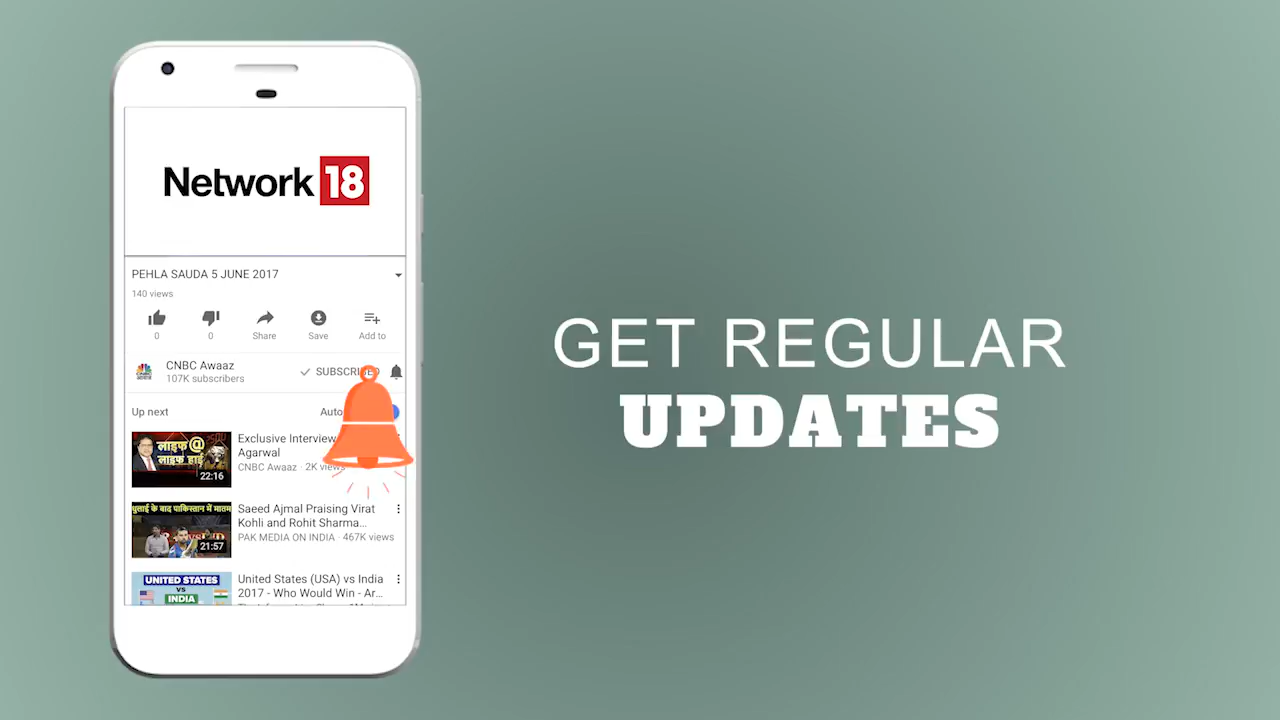 Network 18
PEHLA SAUDA 5 JUNE 2017
140 views
0
0
Share
Save
Add to
CNBC Awaaz
107K subscribers
Up next
Exclusive Interview
Agarwal
CNBC Awaaz · 2K views
लाइफ @
22:16
Saeed Ajmal Praising Virat
Kohli and Rohit Sharma...
PAK MEDIA ON INDIA · 467K views
के बाद पाकिस्तान में मातम
21:57
United States (USA) vs India
2017 - Who Would Win - Ar...
UNITED STATES
VS
INDIA
GET REGULAR
UPDATES